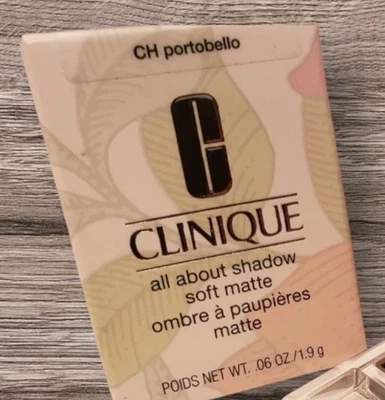 CH portobello
C
CLINIQUE
all about shadow
soft matte
ombre à paupières
matte
POIDS NET WT. .06 OZ./1.9 g